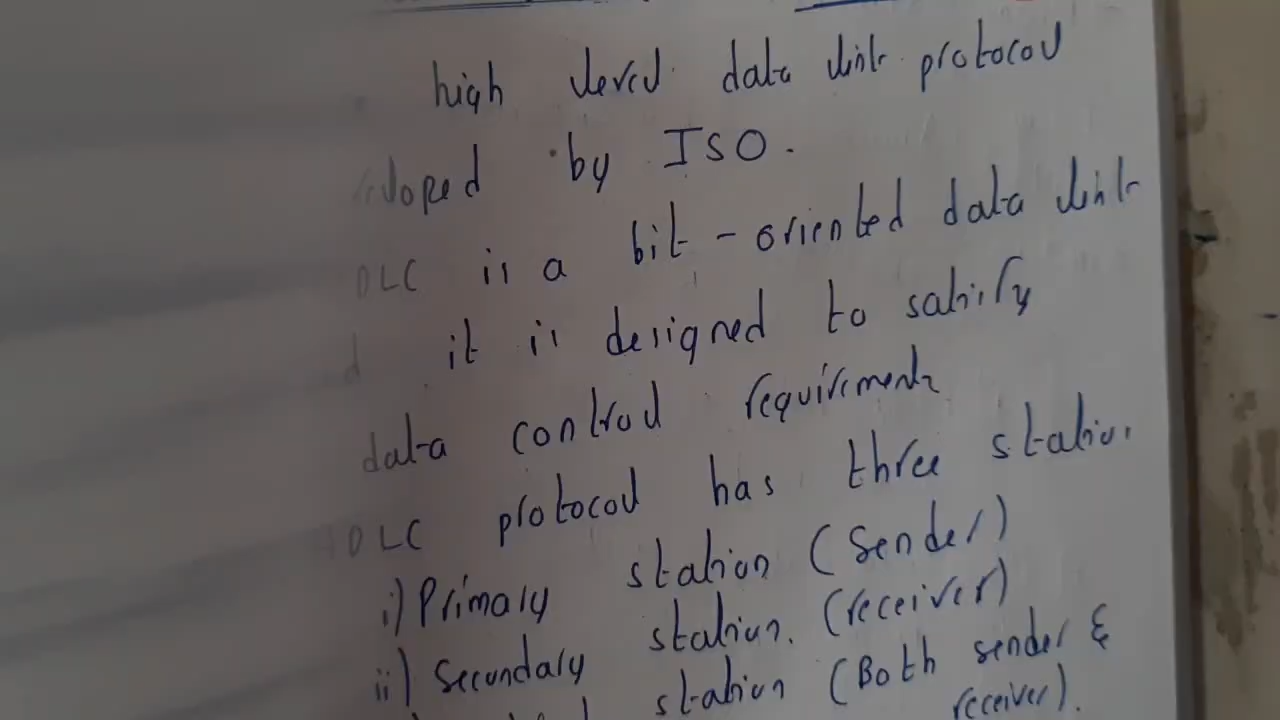 high level data link protocol
by ISO.
DLC is a bit - oriented data link
it is designed to satisfy
data control requirements
DLC protocol has three station
i) Primary station (Sender)
ii) Secondary station. (receiver)
station (Both sender &
receiver).